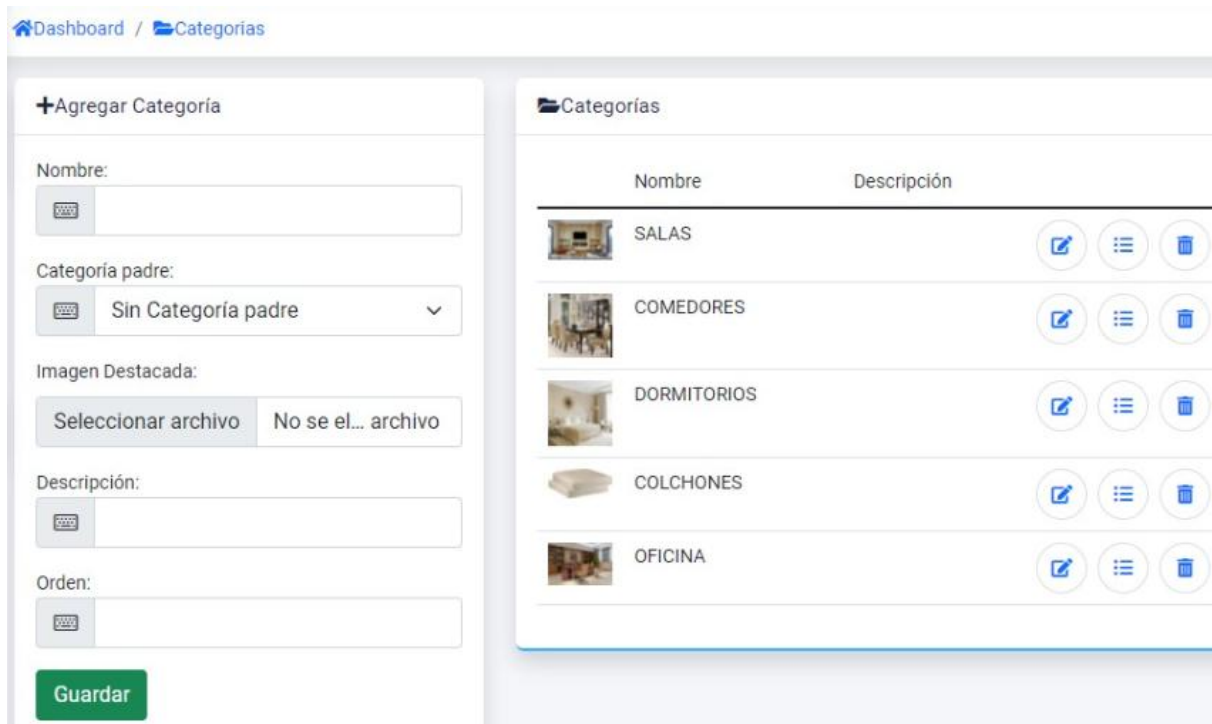 Dashboard / Categorias
Agregar Categoría
Nombre:
Categoría padre:
Sin Categoría padre
Imagen Destacada:
Seleccionar archivo No se el... archivo
Descripción:
Orden:
Guardar
Categorías
Nombre Descripción
SALAS
COMEDORES
DORMITORIOS
COLCHONES
OFICINA